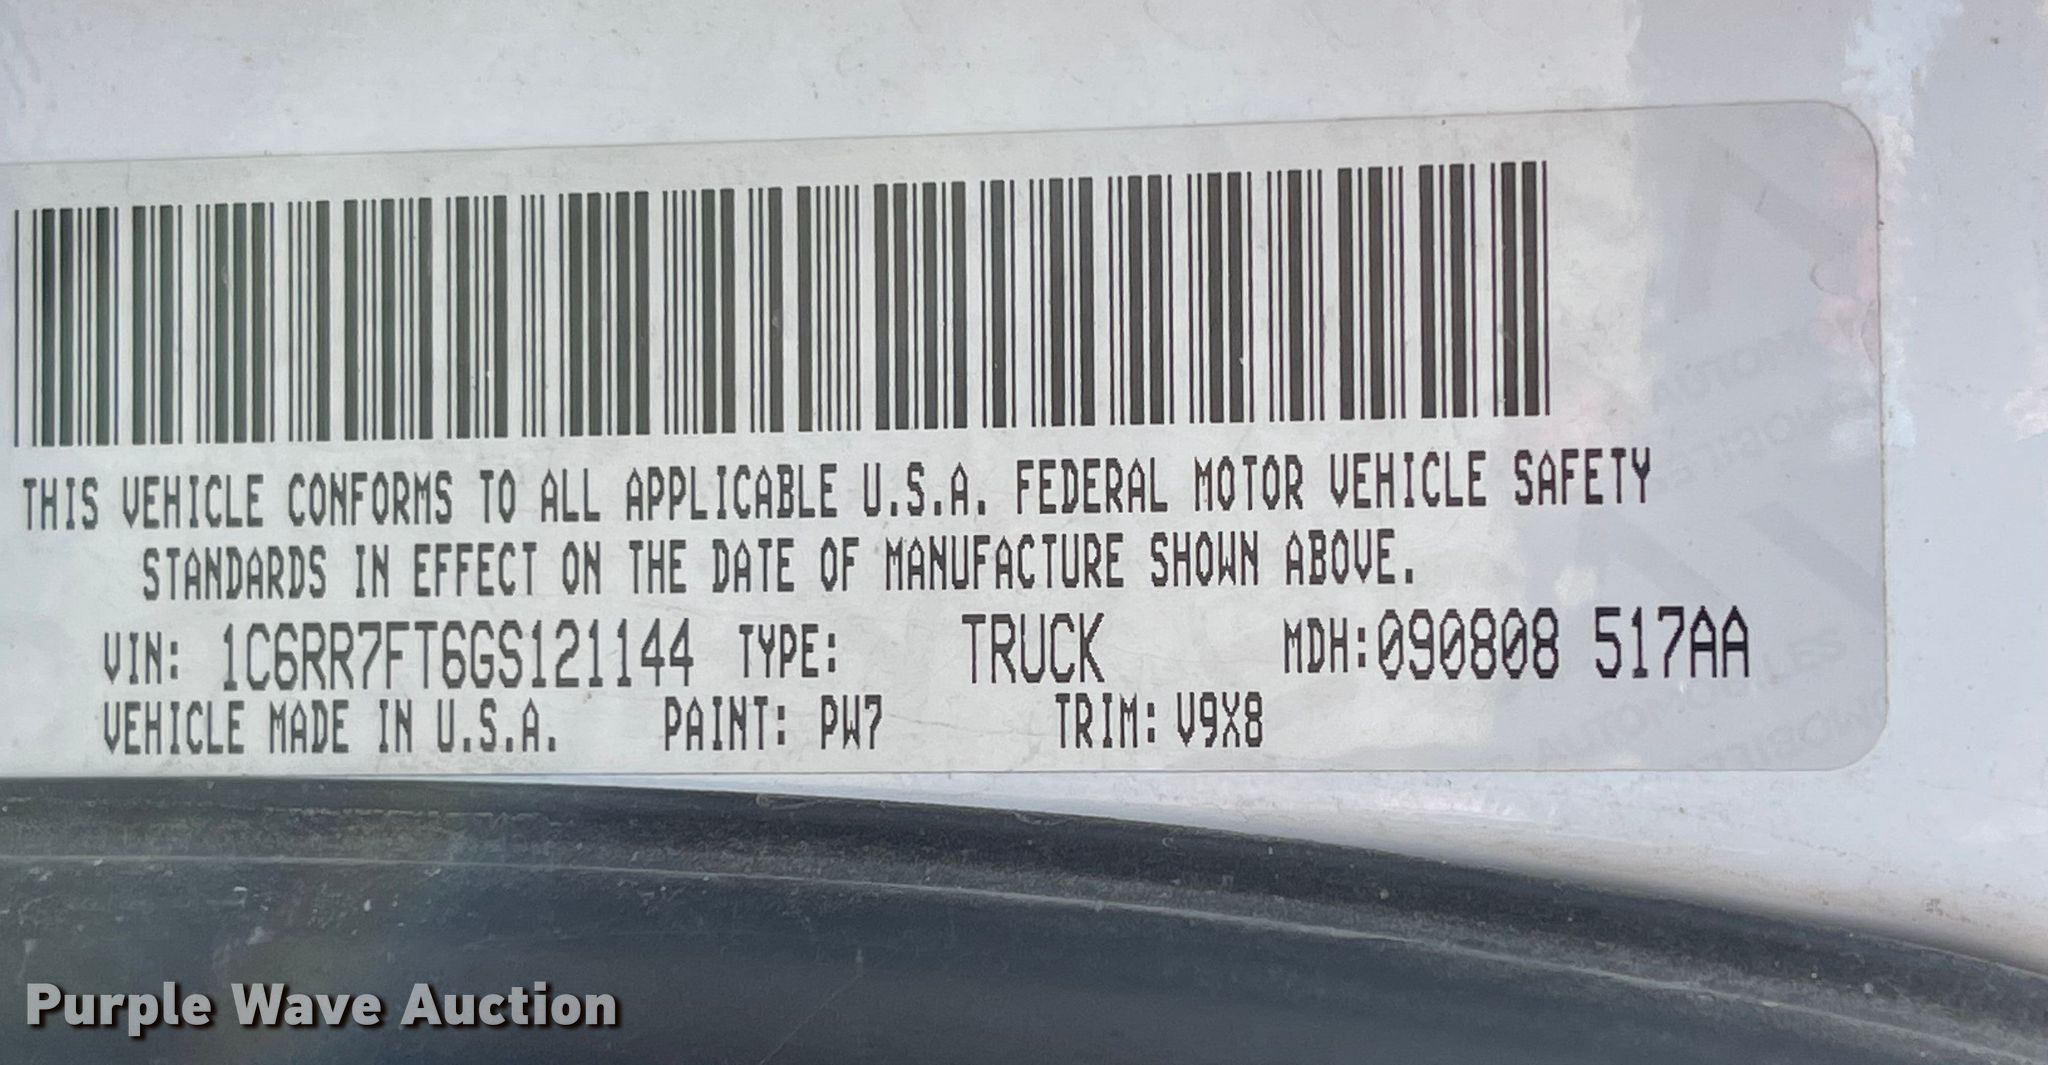 THIS VEHICLE CONFORMS TO ALL APPLICABLE U.S.A. FEDERAL MOTOR VEHICLE SAFETY
STANDARDS IN EFFECT ON THE DATE OF MANUFACTURE SHOWN ABOVE.
VIN: 1C6RR7FT6GS121144 TYPE: TRUCK MDH:090808 517AA
VEHICLE MADE IN U.S.A. PAINT: PW7 TRIM: V9X8
Purple Wave Auction